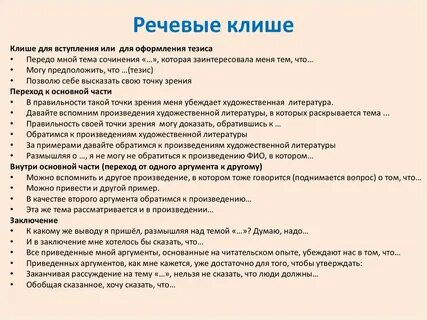 Речевые клише
Клише для вступления или для оформления тезиса
• Передо мной тема сочинения «…», которая заинтересовала меня тем, что…
• Могу предположить, что …(тезис)
• Позволю себе высказать свою точку зрения
Переход к основной части
• В правильности такой точки зрения меня убеждает художественная литература.
• Давайте вспомним произведения художественной литературы, в которых раскрывается тема ...
• Правильность своей точки зрения могу доказать, обратившись к …
• Обратимся к произведениям художественной литературы
• За примерами давайте обратимся к произведениям художественной литературы
• Размышляя о …, я не могу не обратиться к произведению ФИО, в котором…
Внутри основной части (переход от одного аргумента к другому)
• Можно вспомнить и другое произведение, в котором тоже говорится (поднимается вопрос) о том, что…
• Можно привести и другой пример.
• В качестве второго аргумента обратимся к произведению…
• Эта же тема рассматривается и в произведении…
Заключение
• К какому же выводу я пришёл, размышляя над темой «…»? Думаю, надо…
• И в заключение мне хотелось бы сказать, что…
• Все приведенные мной аргументы, основанные на читательском опыте, убеждают нас в том, что…
• Приведенных аргументов, как мне кажется, уже достаточно для того, чтобы утверждать:
• Заканчивая рассуждение на тему «…», нельзя не сказать, что люди должны…
• Обобщая сказанное, хочу сказать, что…